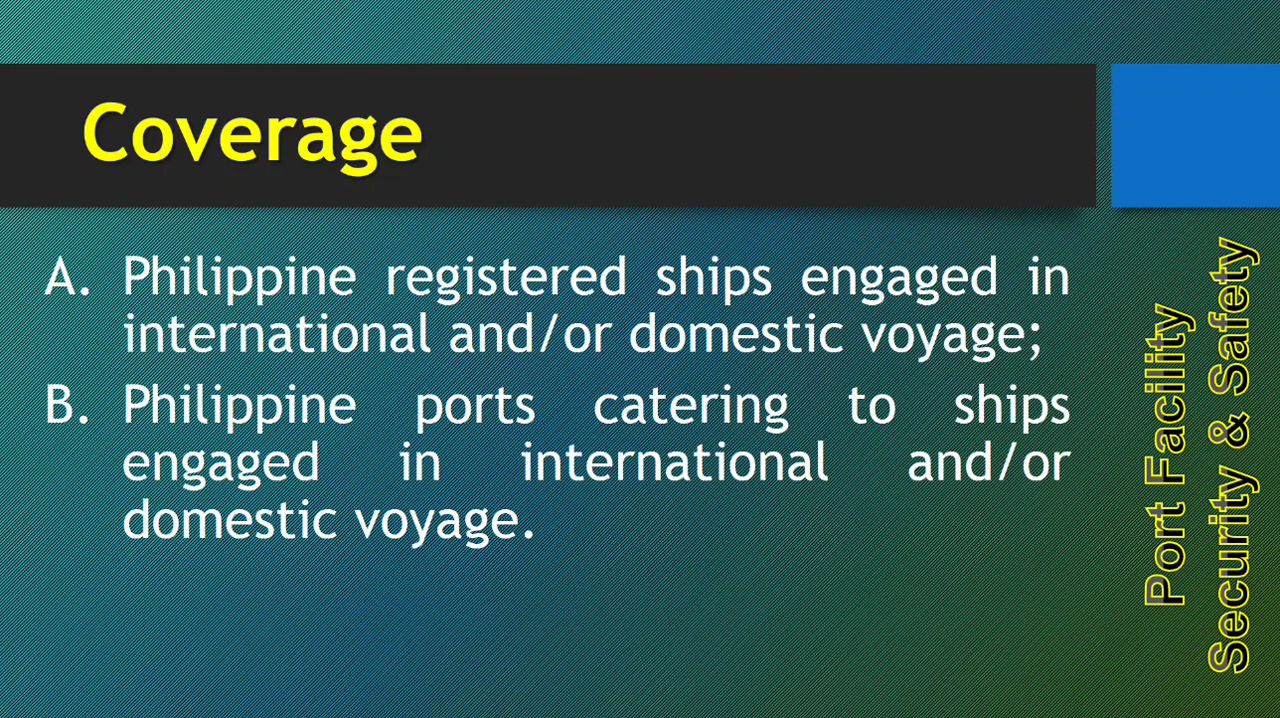 Coverage
A. Philippine registered ships engaged in
international and/or domestic voyage;
B. Philippine ports catering to ships
engaged in international and/or
domestic voyage.
Port Facility
Security & Safety